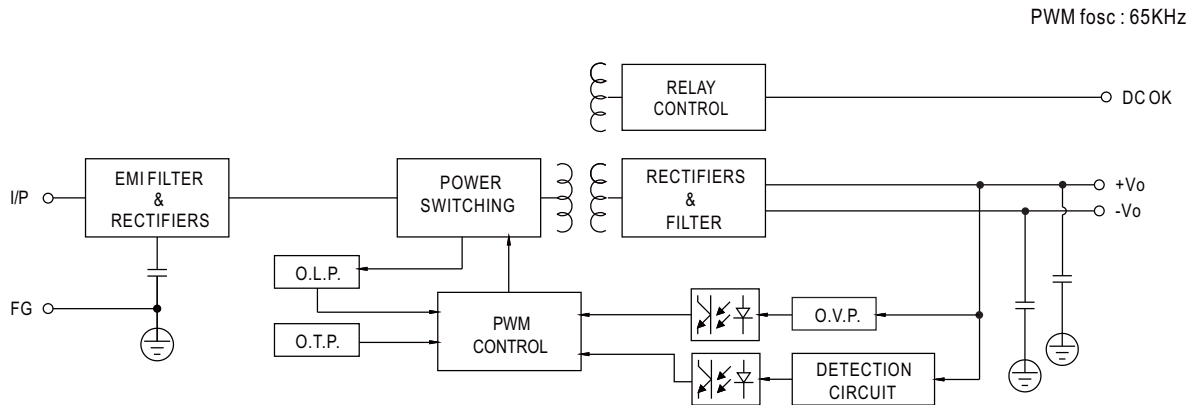 PWM fosc : 65KHz
RELAY
CONTROL
DC OK
I/P
EMI FILTER
&
RECTIFIERS
POWER
SWITCHING
RECTIFIERS
&
FILTER
+Vo
-Vo
O.L.P.
FG
O.T.P.
PWM
CONTROL
O.V.P.
DETECTION
CIRCUIT